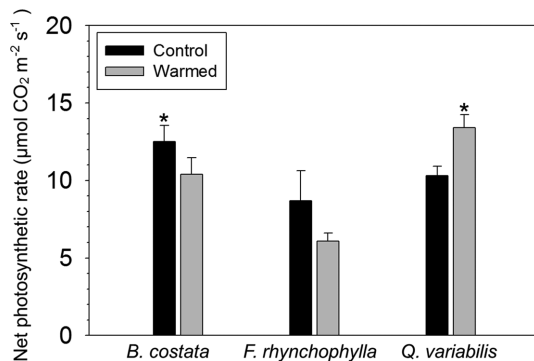 Net photosynthetic rate (μmol CO₂ m⁻² s⁻¹)
20
15
10
5
0
Control
Warmed
*
*
B. costata F. rhynchophylla Q. variabilis